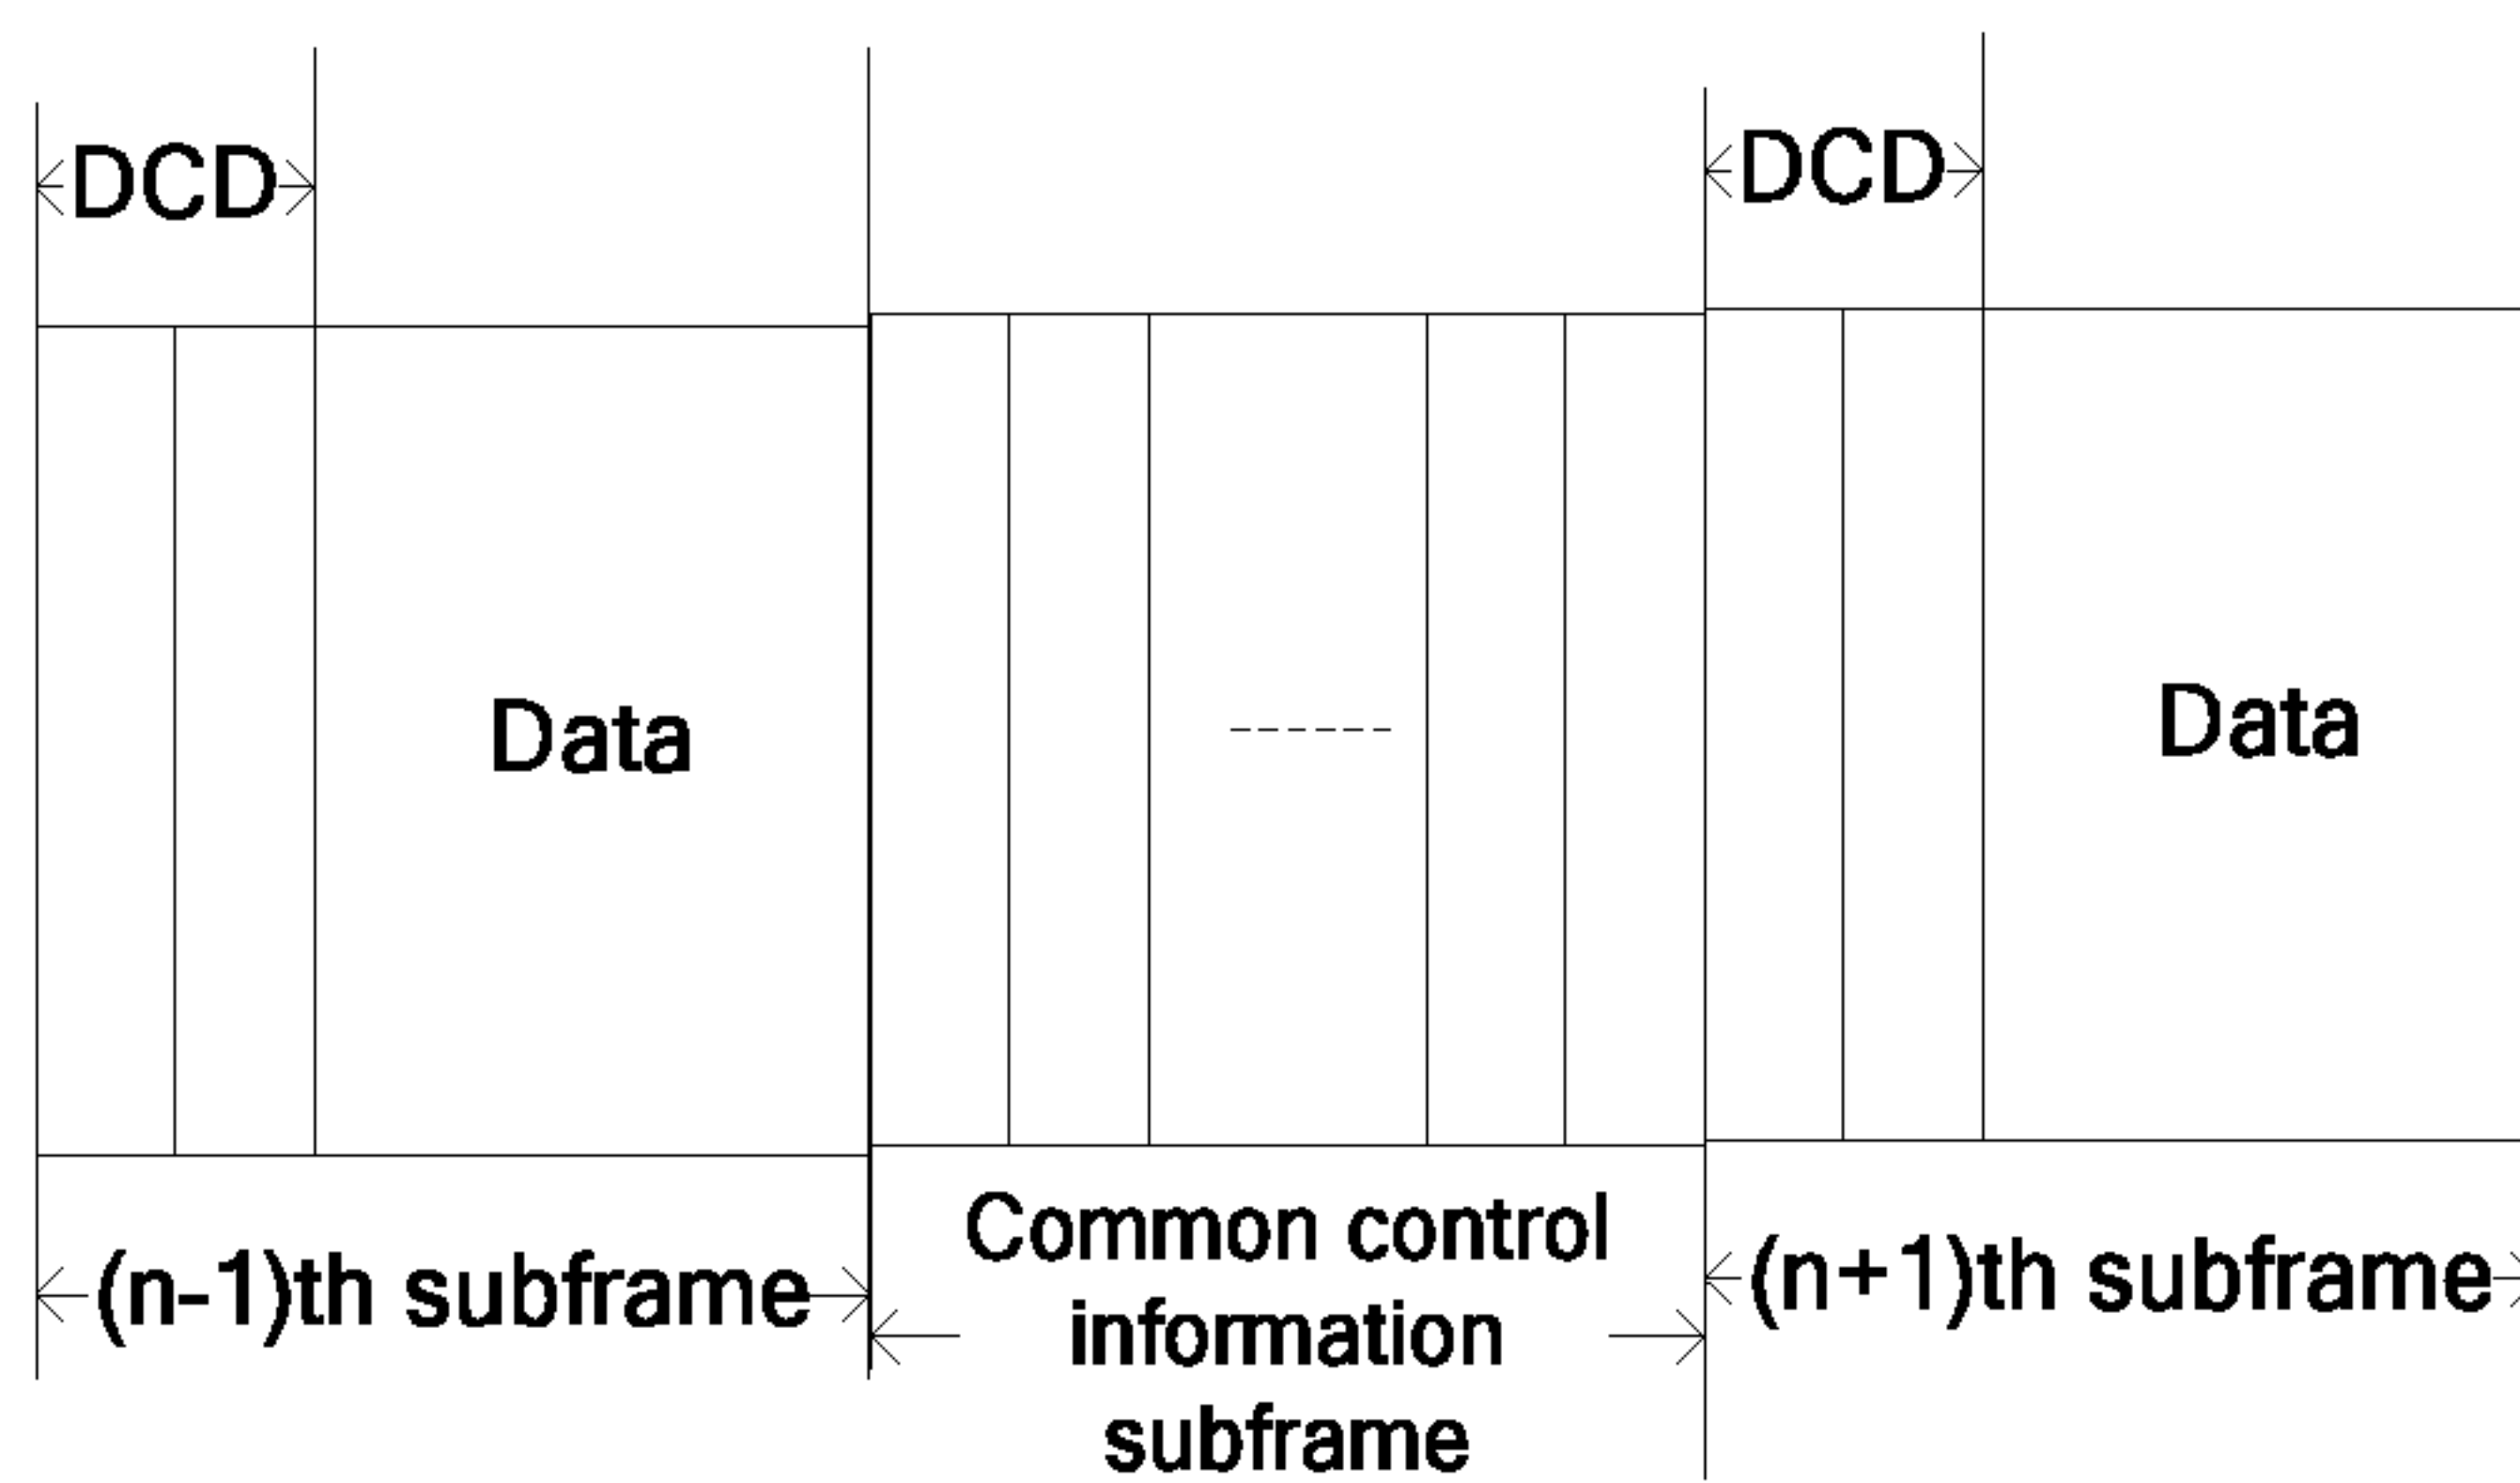 DCD
DCD
Data
Data
(n-1)th subframe
Common control
information
subframe
(n+1)th subframe